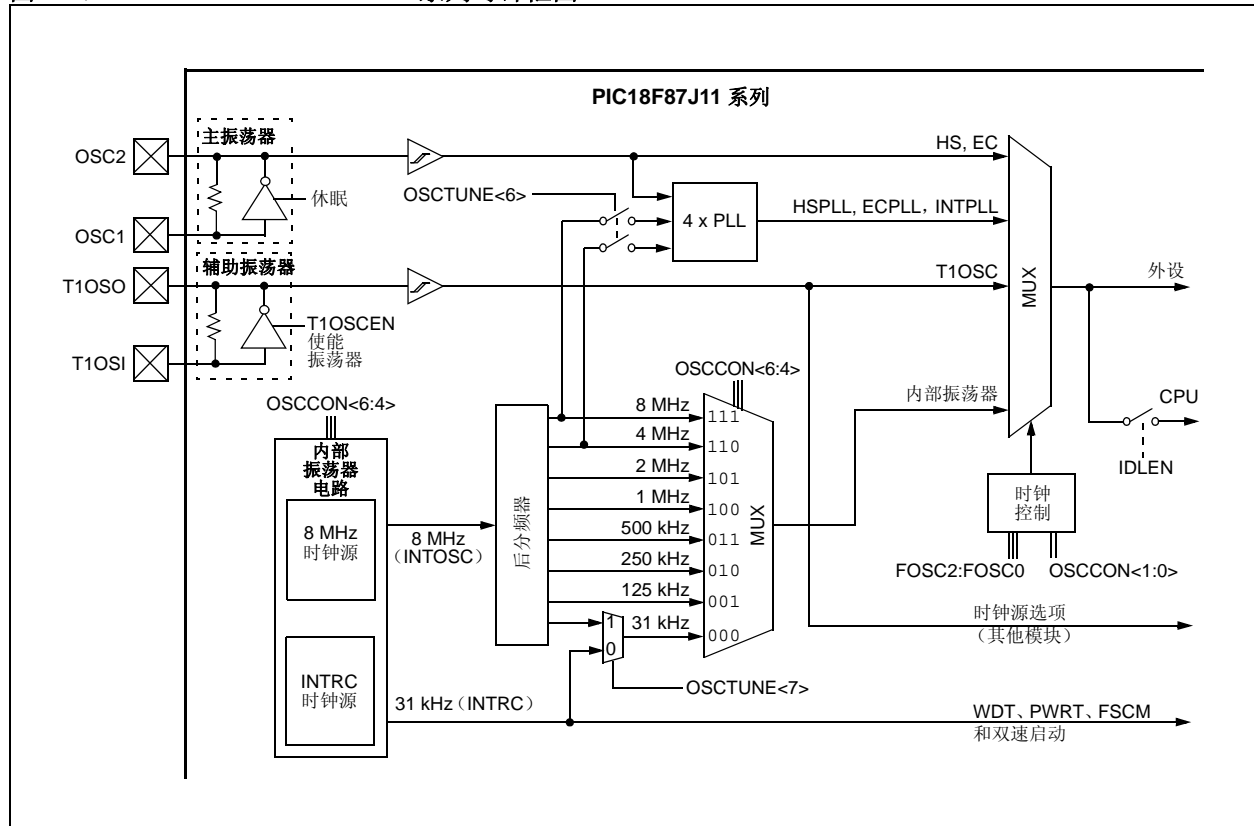 PIC18F87J11 系列
主振荡器
OSC2
HS, EC
OSCTUNE<6>
休眠
4 x PLL
HSPLL, ECPLL，INTPLL
OSC1
辅助振荡器
T1OSO
T1OSC
MUX
外设
T1OSCEN
使能
振荡器
T1OSI
OSCCON<6:4>
OSCCON<6:4>
内部振荡器
CPU
IDLEN
内部
振荡器
电路
8 MHz
时钟源
8 MHz
（INTOSC）
后分频器
8 MHz
111
4 MHz
110
2 MHz
101
1 MHz
100
500 kHz
011
250 kHz
010
125 kHz
001
1
0
31 kHz
000
MUX
时钟
控制
FOSC2:FOSC0
OSCCON<1:0>
时钟源选项
（其他模块）
OSCTUNE<7>
INTRC
时钟源
31 kHz（INTRC）
WDT、PWRT、FSCM
和双速启动